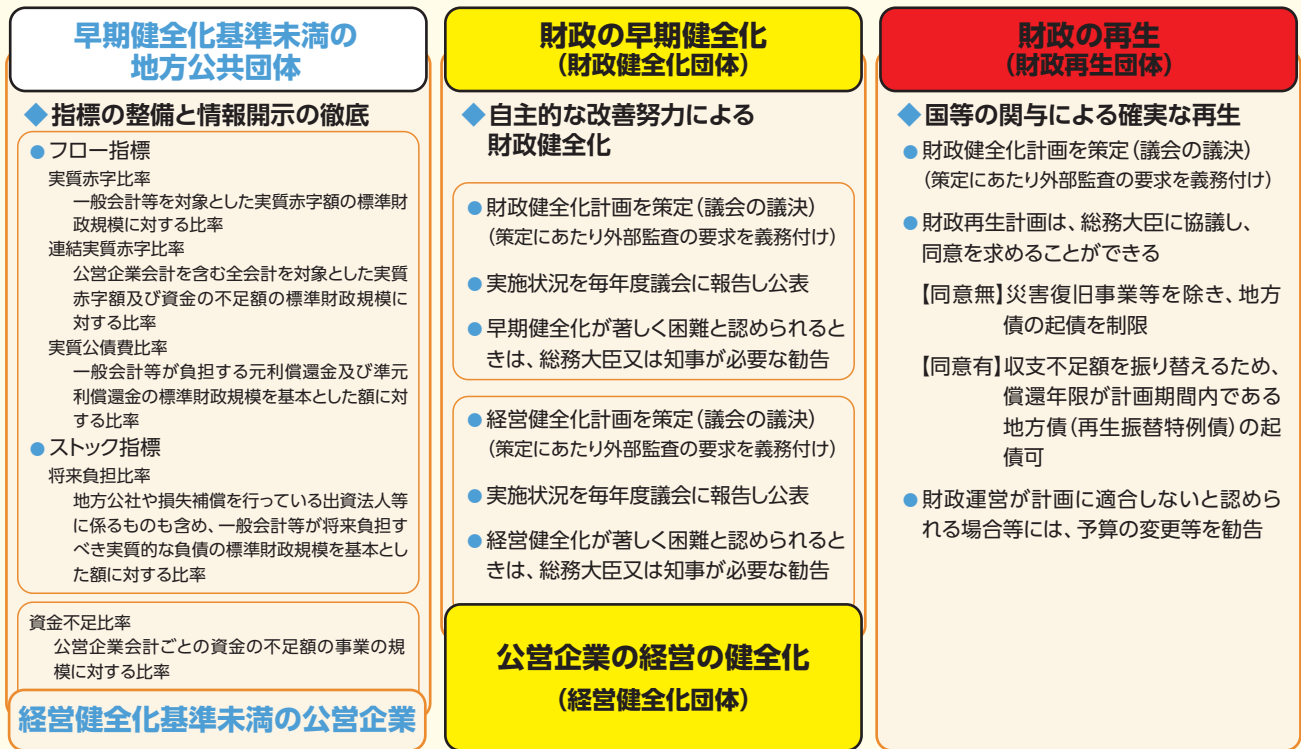 早期健全化基準未満の
地方公共団体
◆指標の整備と情報開示の徹底
●フロー指標
実質赤字比率
一般会計等を対象とした実質赤字額の標準財
政規模に対する比率
連結実質赤字比率
公営企業会計を含む全会計を対象とした実質
赤字額及び資金の不足額の標準財政規模に
対する比率
実質公債費比率
一般会計等が負担する元利償還金及び準元
利償還金の標準財政規模を基本とした額に対
する比率
●ストック指標
将来負担比率
地方公社や損失補償を行っている出資法人等
に係るものも含め、一般会計等が将来負担す
べき実質的な負債の標準財政規模を基本とし
た額に対する比率
資金不足比率
公営企業会計ごとの資金の不足額の事業の規
模に対する比率
経営健全化基準未満の公営企業
財政の早期健全化
(財政健全化団体)
◆自主的な改善努力による
財政健全化
●財政健全化計画を策定(議会の議決)
(策定にあたり外部監査の要求を義務付け)
●実施状況を毎年度議会に報告し公表
●早期健全化が著しく困難と認められると
きは、総務大臣又は知事が必要な勧告
●経営健全化計画を策定(議会の議決)
(策定にあたり外部監査の要求を義務付け)
●実施状況を毎年度議会に報告し公表
●経営健全化が著しく困難と認められると
きは、総務大臣又は知事が必要な勧告
公営企業の経営の健全化
(経営健全化団体)
財政の再生
(財政再生団体)
◆国等の関与による確実な再生
●財政健全化計画を策定(議会の議決)
(策定にあたり外部監査の要求を義務付け)
●財政再生計画は、総務大臣に協議し、
同意を求めることができる
【同意無】災害復旧事業等を除き、地方
債の起債を制限
【同意有】収支不足額を振り替えるため、
償還年限が計画期間内である
地方債(再生振替特例債)の起
債可
●財政運営が計画に適合しないと認めら
れる場合等には、予算の変更等を勧告